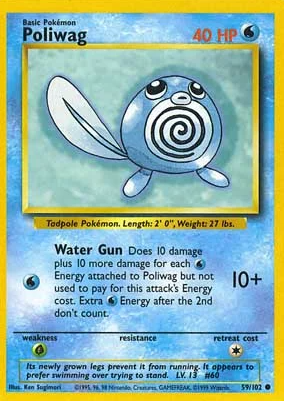 Basic Pokémon
Poliwag 40 HP
Tadpole Pokémon. Length: 2' 0", Weight: 27 lbs.
Water Gun Does 10 damage
plus 10 more damage for each
Energy attached to Poliwag but not
used to pay for this attack's Energy
cost. Extra Energy after the 2nd
don't count.
10+
weakness resistance retreat cost
Its newly grown legs prevent it from running. It appears to
prefer swimming over trying to stand. LV. 13 #60
Illus. Ken Sugimori ©1995, 96, 98 Nintendo, Creatures, GAMEFREAK. ©1999 Wizards. 59/102